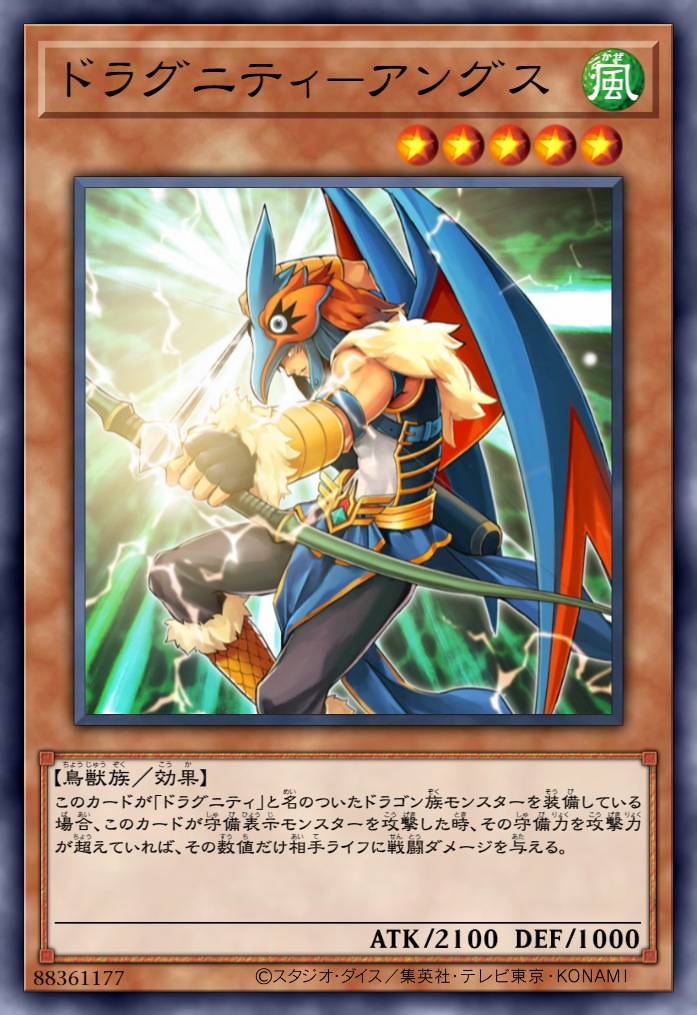 ドラグニティーアングス
かぜ
風
【鳥獣族／効果】
このカードが「ドラグニティ」と名のついたドラゴン族モンスターを装備している
場合、このカードが守備表示モンスターを攻撃した時、その守備力を攻撃力
が超えていれば、その数値だけ相手ライフに戦闘ダメージを与える。
ATK/2100 DEF/1000
88361177 ©スタジオ・ダイス／集英社・テレビ東京・KONAMI